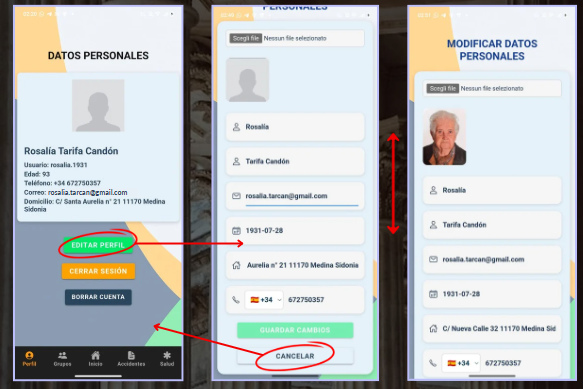 DATOS PERSONALES
Rosalía Tarifa Candón
Usuario: rosalia.1931
Edad: 93
Teléfono: +34 672750357
Correo: rosalia.tarcan@gmail.com
Domicilio: C/ Santa Aurelia n° 21 11170 Medina
Sidonia
EDITAR PERFIL
CERRAR SESIÓN
BORRAR CUENTA
Perfil
Grupos
Inicio
Accidentes
Salud
PERSONALES
Scegli file Nessun file selezionato
Rosalía
Tarifa Candón
rosalia.tarcan@gmail.com
1931-07-28
Aurelia n° 21 11170 Medina Sidonia
+34 672750357
GUARDAR CAMBIOS
CANCELAR
MODIFICAR DATOS
PERSONALES
Scegli file Nessun file selezionato
Rosalía
Tarifa Candón
rosalia.tarcan@gmail.com
1931-07-28
C/ Nueva Calle 32 11170 Medina Sid
+34 672750357